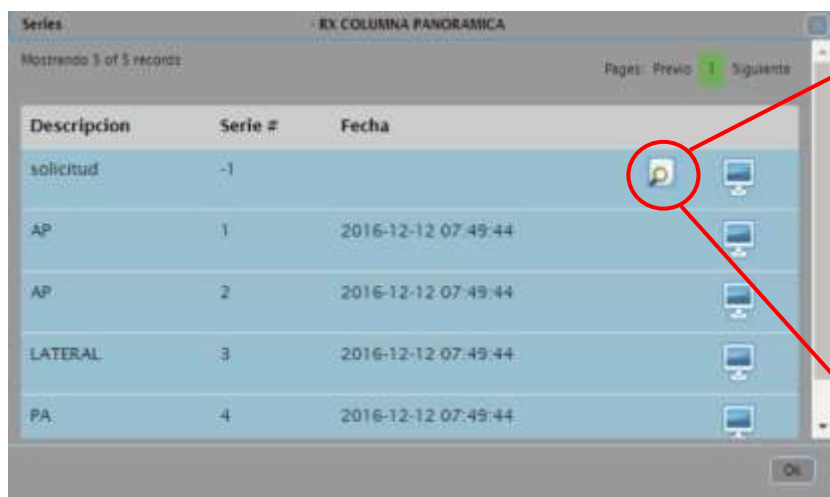 Series - RX COLUMNA PANORAMICA
Mostrando 5 of 5 records
Pages: Previo 1 Siguiente
Descripcion Serie # Fecha
solicitud -1
AP 1 2016-12-12 07:49:44
AP 2 2016-12-12 07:49:44
LATERAL 3 2016-12-12 07:49:44
PA 4 2016-12-12 07:49:44
Ok